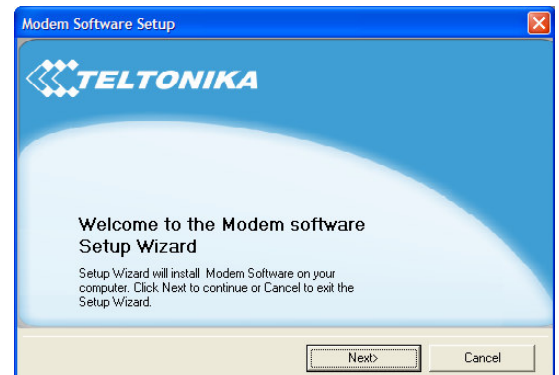 Modem Software Setup
TELTONIKA
Welcome to the Modem software
Setup Wizard
Setup Wizard will install Modem Software on your
computer. Click Next to continue or Cancel to exit the
Setup Wizard.
Next>
Cancel